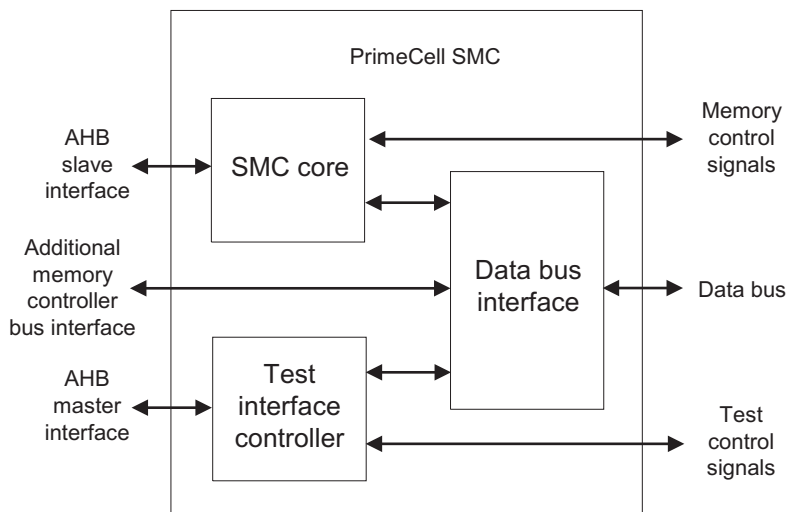 PrimeCell SMC
AHB
slave
interface
SMC core
Memory
control
signals
Additional
memory
controller
bus interface
Data bus
interface
Data bus
AHB
master
interface
Test
interface
controller
Test
control
signals